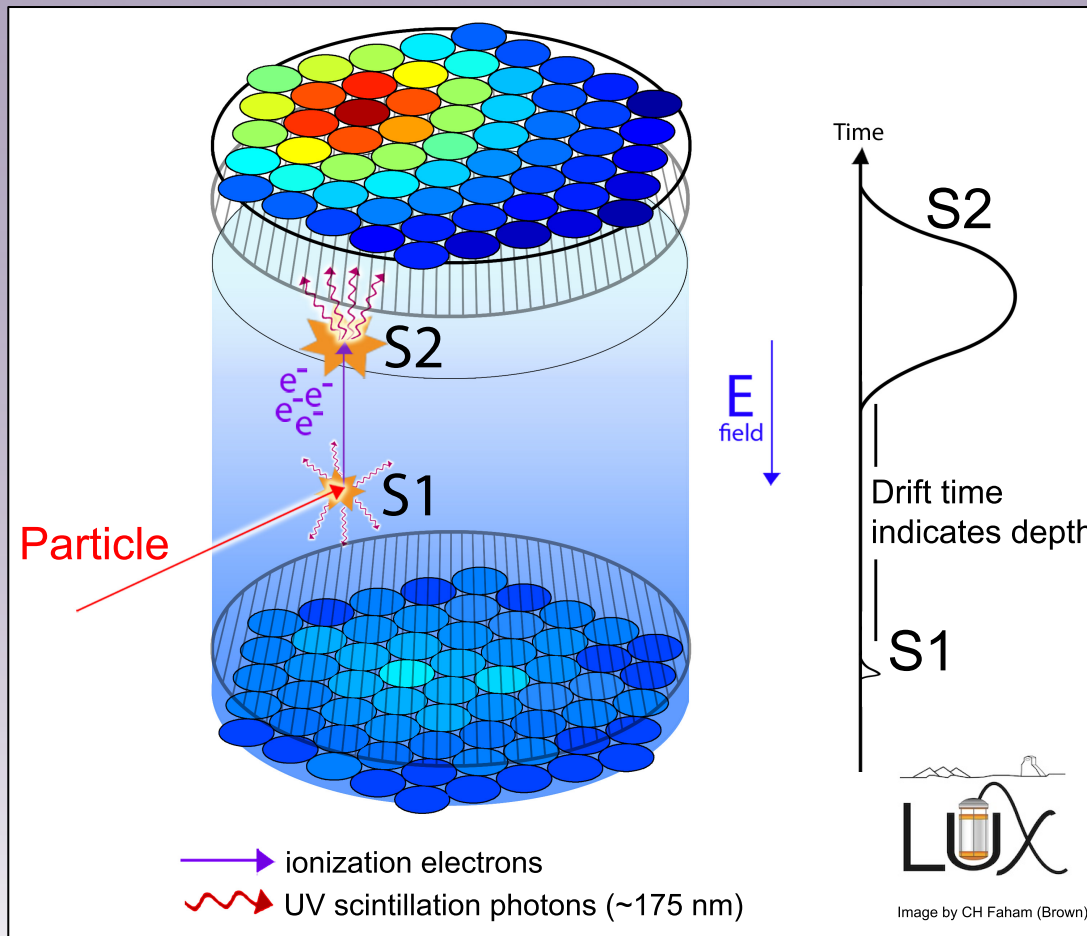 Time
S2
S2
e-
e-
e-
e-
E
field
S1
Particle
Drift time
indicates depth
S1
LUX
ionization electrons
UV scintillation photons (~175 nm)
Image by CH Faham (Brown)